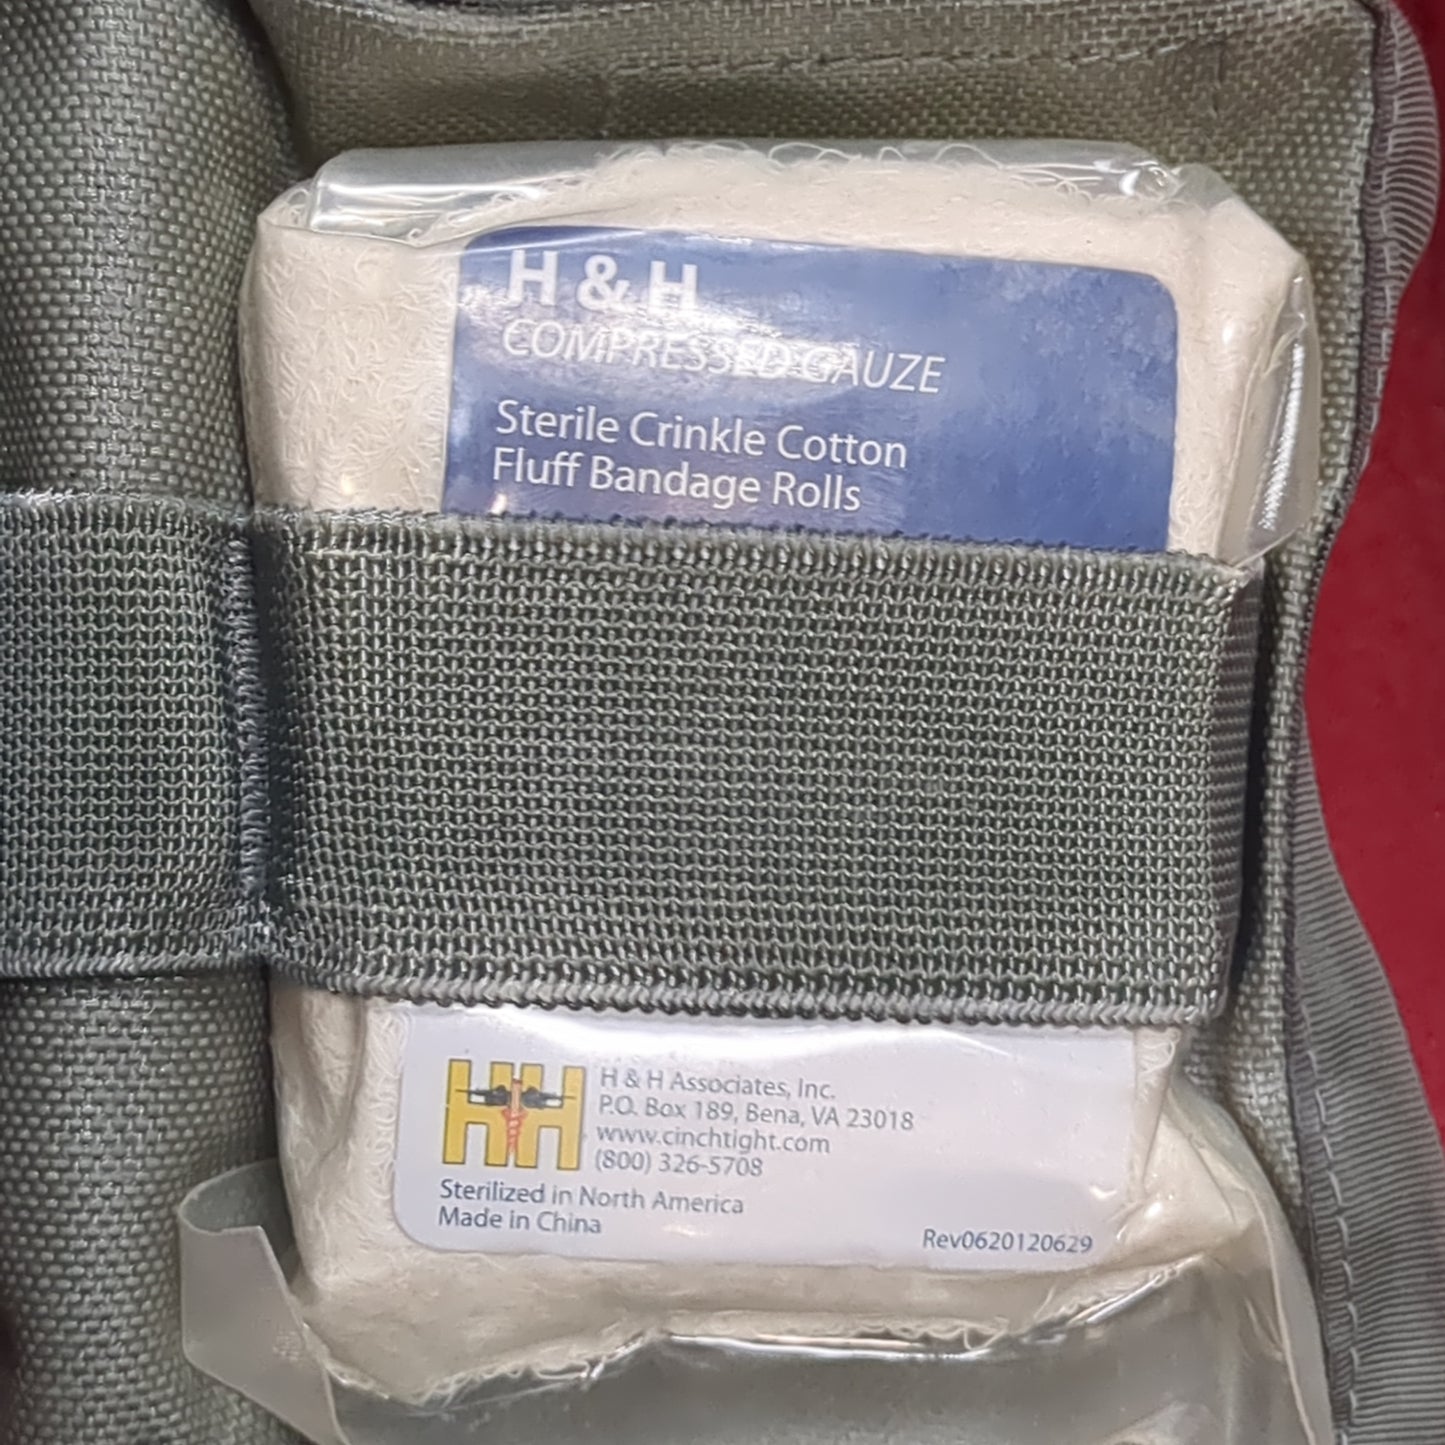 H & H
COMPRESSED GAUZE
Sterile Crinkle Cotton
Fluff Bandage Rolls
HH
H & H Associates, Inc.
P.O. Box 189, Bena, VA 23018
www.cinchtight.com
(800) 326-5708
Sterilized in North America
Made in China
Rev0620120629